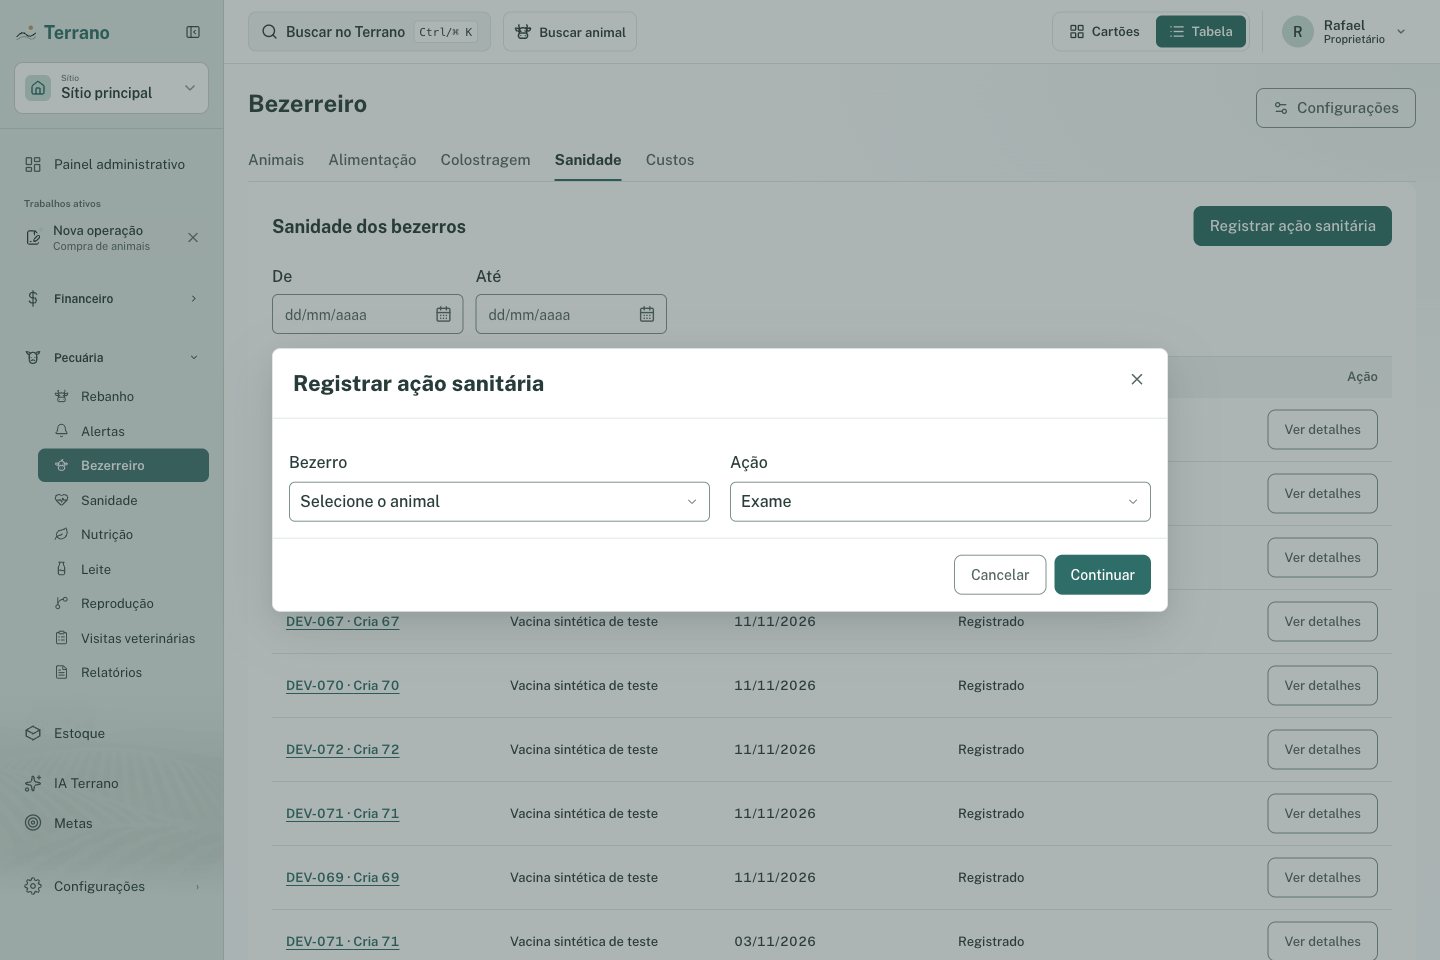 Terrano
Sítio
Sítio principal
Painel administrativo
Trabalhos ativos
Nova operação
Compra de animais
Financeiro
Pecuária
Rebanho
Alertas
Bezerreiro
Sanidade
Nutrição
Leite
Reprodução
Visitas veterinárias
Relatórios
Estoque
IA Terrano
Metas
Configurações
Buscar no Terrano Ctrl/⌘ K
Buscar animal
Cartões
Tabela
R
Rafael
Proprietário
Bezerreiro
Configurações
Animais Alimentação Colostragem Sanidade Custos
Sanidade dos bezerros
Registrar ação sanitária
De Até
dd/mm/aaaa dd/mm/aaaa
Ação
Ver detalhes
Ver detalhes
Ver detalhes
Registrar ação sanitária
Bezerro Ação
Selecione o animal Exame
Cancelar Continuar
DEV-067 · Cria 67 Vacina sintética de teste 11/11/2026 Registrado Ver detalhes
DEV-070 · Cria 70 Vacina sintética de teste 11/11/2026 Registrado Ver detalhes
DEV-072 · Cria 72 Vacina sintética de teste 11/11/2026 Registrado Ver detalhes
DEV-071 · Cria 71 Vacina sintética de teste 11/11/2026 Registrado Ver detalhes
DEV-069 · Cria 69 Vacina sintética de teste 11/11/2026 Registrado Ver detalhes
DEV-071 · Cria 71 Vacina sintética de teste 03/11/2026 Registrado Ver detalhes